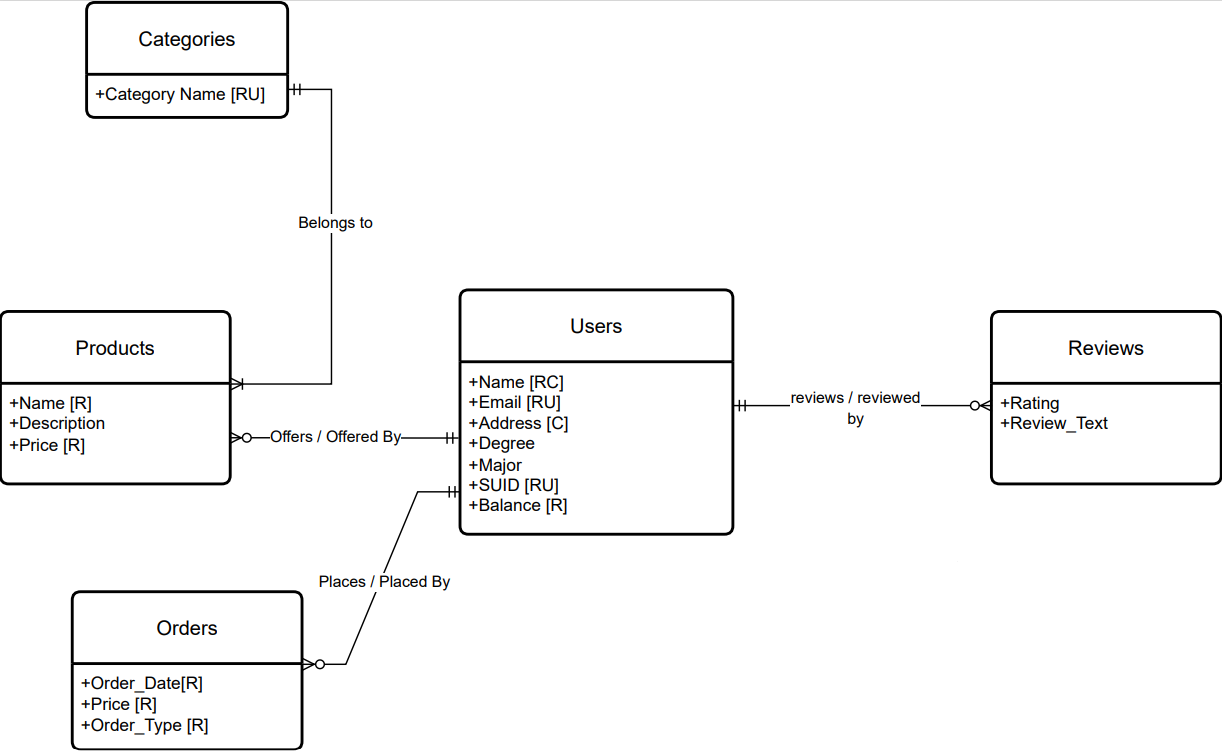 Categories
+Category Name [RU]
Belongs to
Products
+Name [R]
+Description
+Price [R]
Offers / Offered By
Users
+Name [RC]
+Email [RU]
+Address [C]
+Degree
+Major
+SUID [RU]
+Balance [R]
reviews / reviewed
by
Reviews
+Rating
+Review_Text
Places / Placed By
Orders
+Order_Date[R]
+Price [R]
+Order_Type [R]